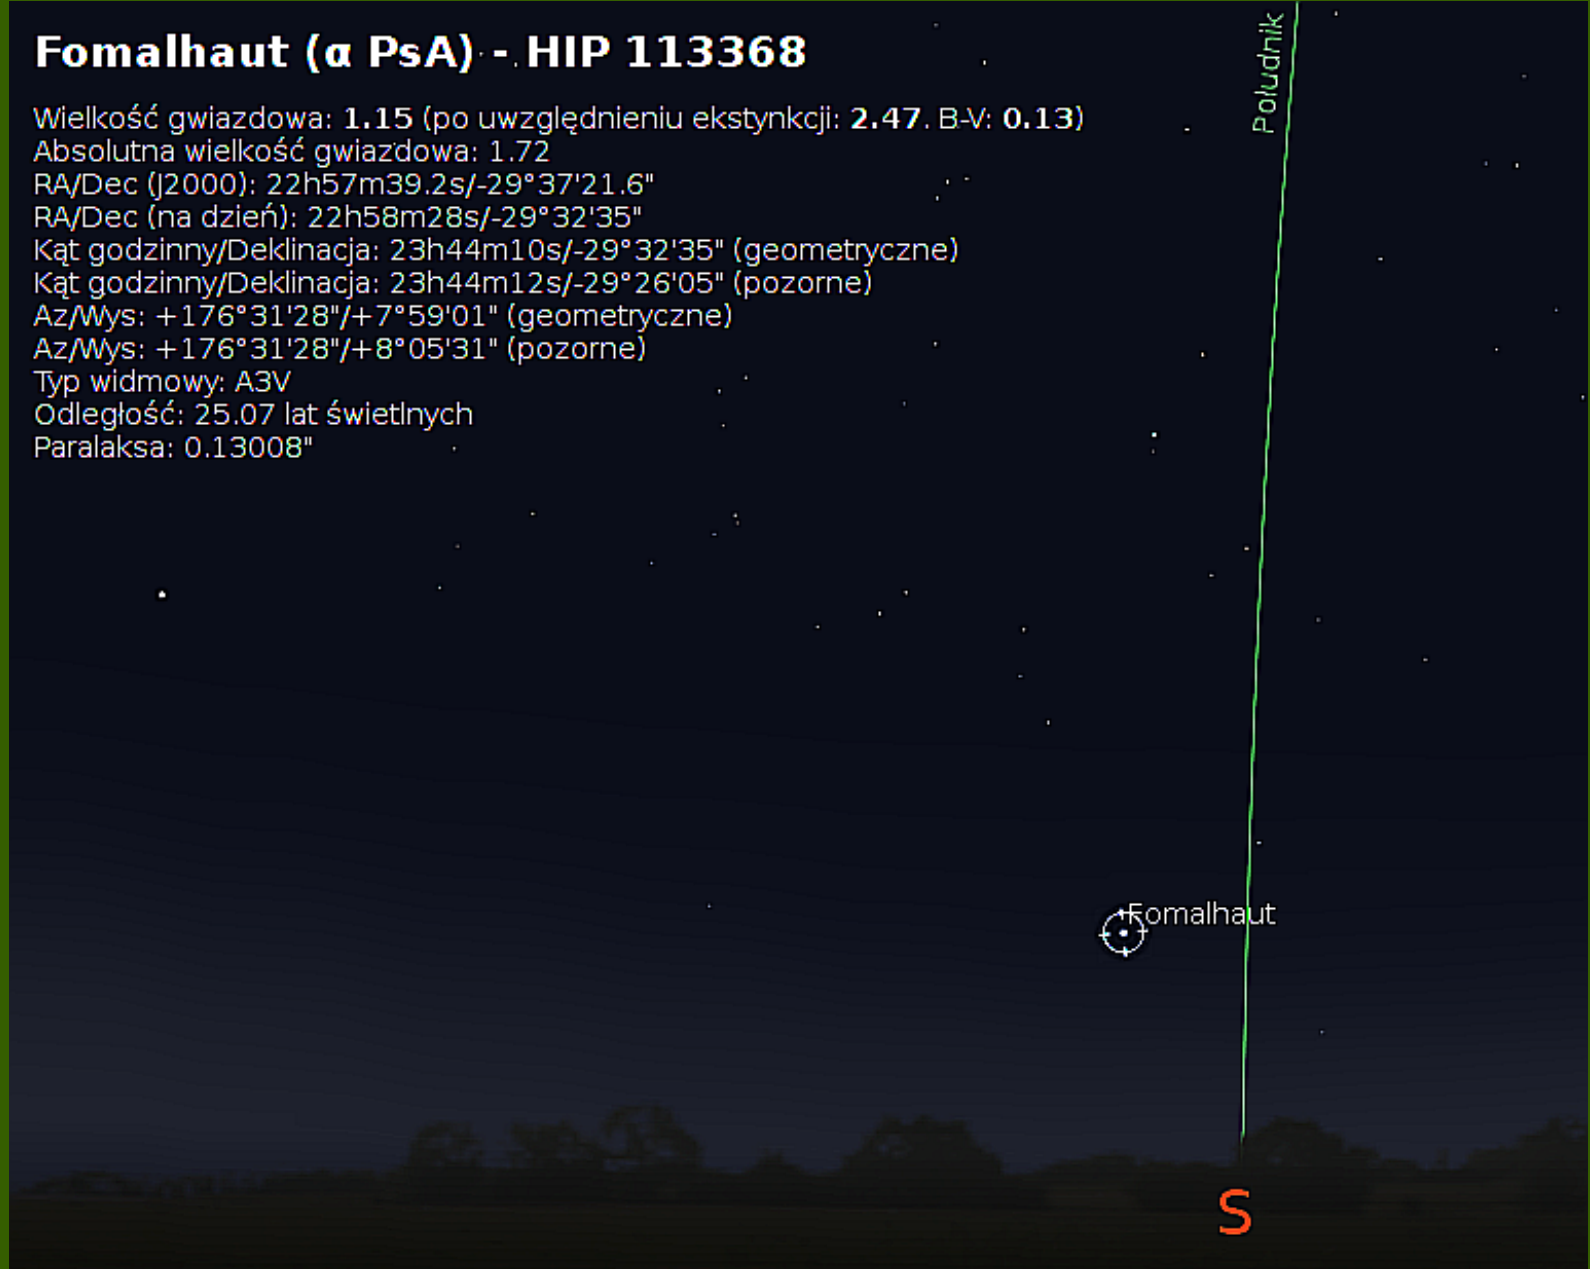 Fomalhaut (α PsA) - HIP 113368
Południk
Wielkość gwiazdowa: 1.15 (po uwzględnieniu ekstynkcji: 2.47. B-V: 0.13)
Absolutna wielkość gwiazdowa: 1.72
RA/Dec (J2000): 22h57m39.2s/-29°37'21.6"
RA/Dec (na dzień): 22h58m28s/-29°32'35"
Kąt godzinny/Deklinacja: 23h44m10s/-29°32'35" (geometryczne)
Kąt godzinny/Deklinacja: 23h44m12s/-29°26'05" (pozorne)
Az/Wys: +176°31'28"/+7°59'01" (geometryczne)
Az/Wys: +176°31'28"/+8°05'31" (pozorne)
Typ widmowy: A3V
Odległość: 25.07 lat świetlnych
Paralaksa: 0.13008"
Fomalhaut
S